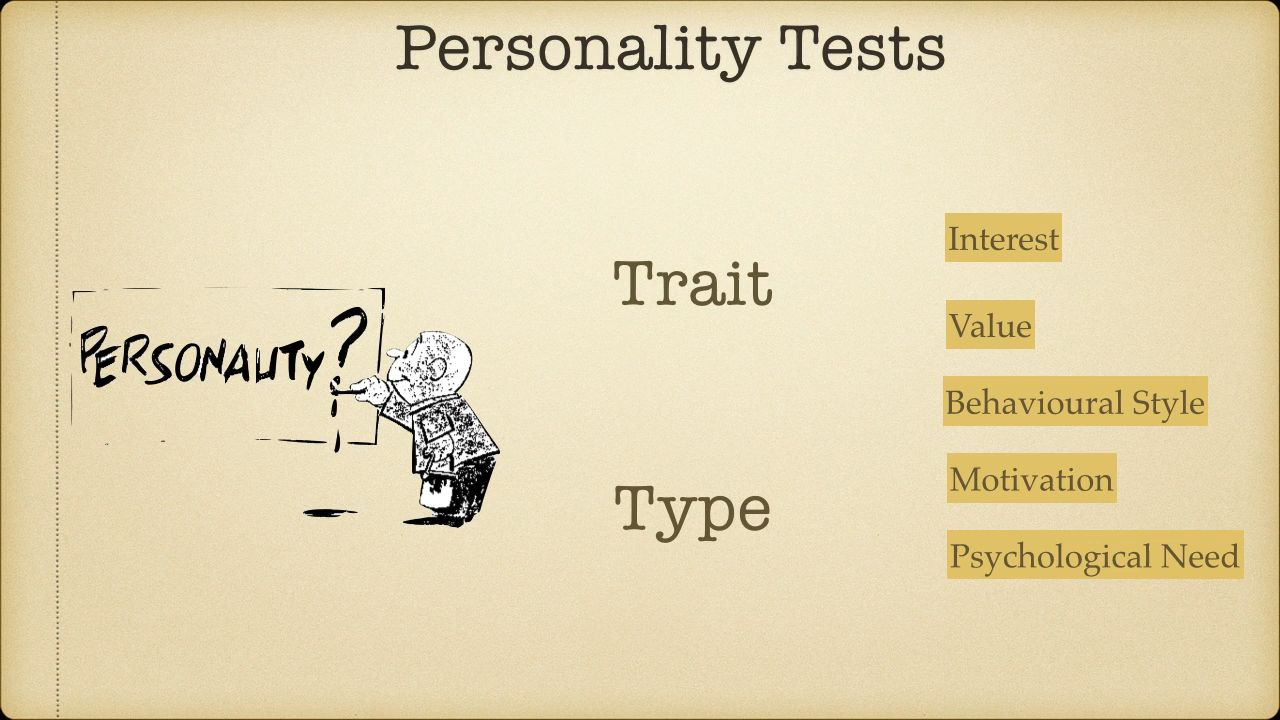 Personality Tests
PERSONALITY?
Trait
Type
Interest
Value
Behavioural Style
Motivation
Psychological Need